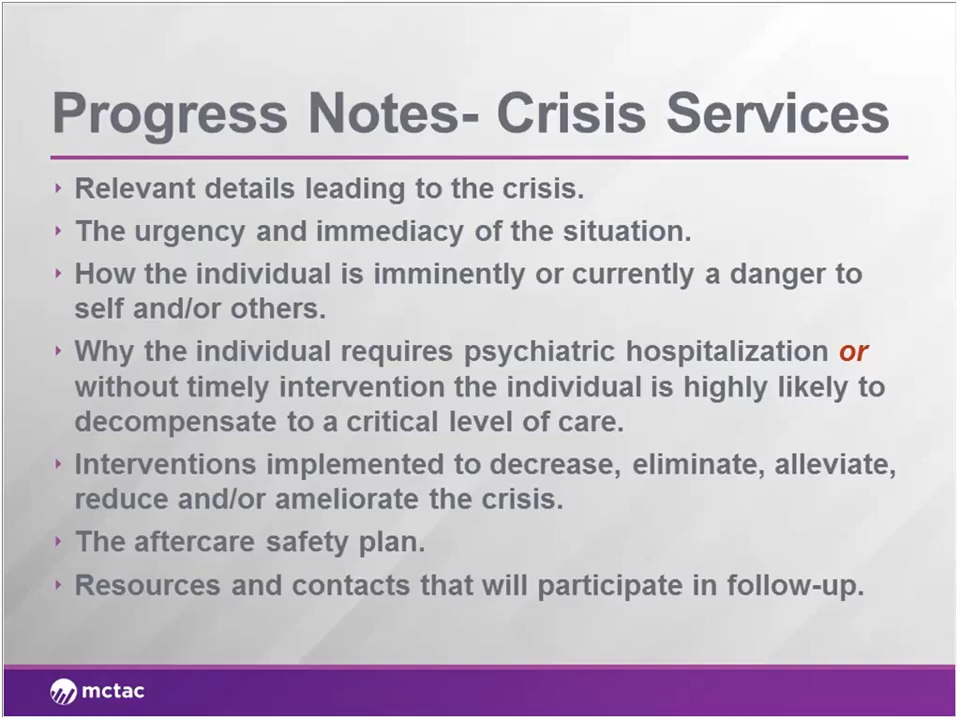 Progress Notes- Crisis Services
Relevant details leading to the crisis.
The urgency and immediacy of the situation.
How the individual is imminently or currently a danger to
self and/or others.
Why the individual requires psychiatric hospitalization or
without timely intervention the individual is highly likely to
decompensate to a critical level of care.
Interventions implemented to decrease, eliminate, alleviate,
reduce and/or ameliorate the crisis.
The aftercare safety plan.
Resources and contacts that will participate in follow-up.
mctac